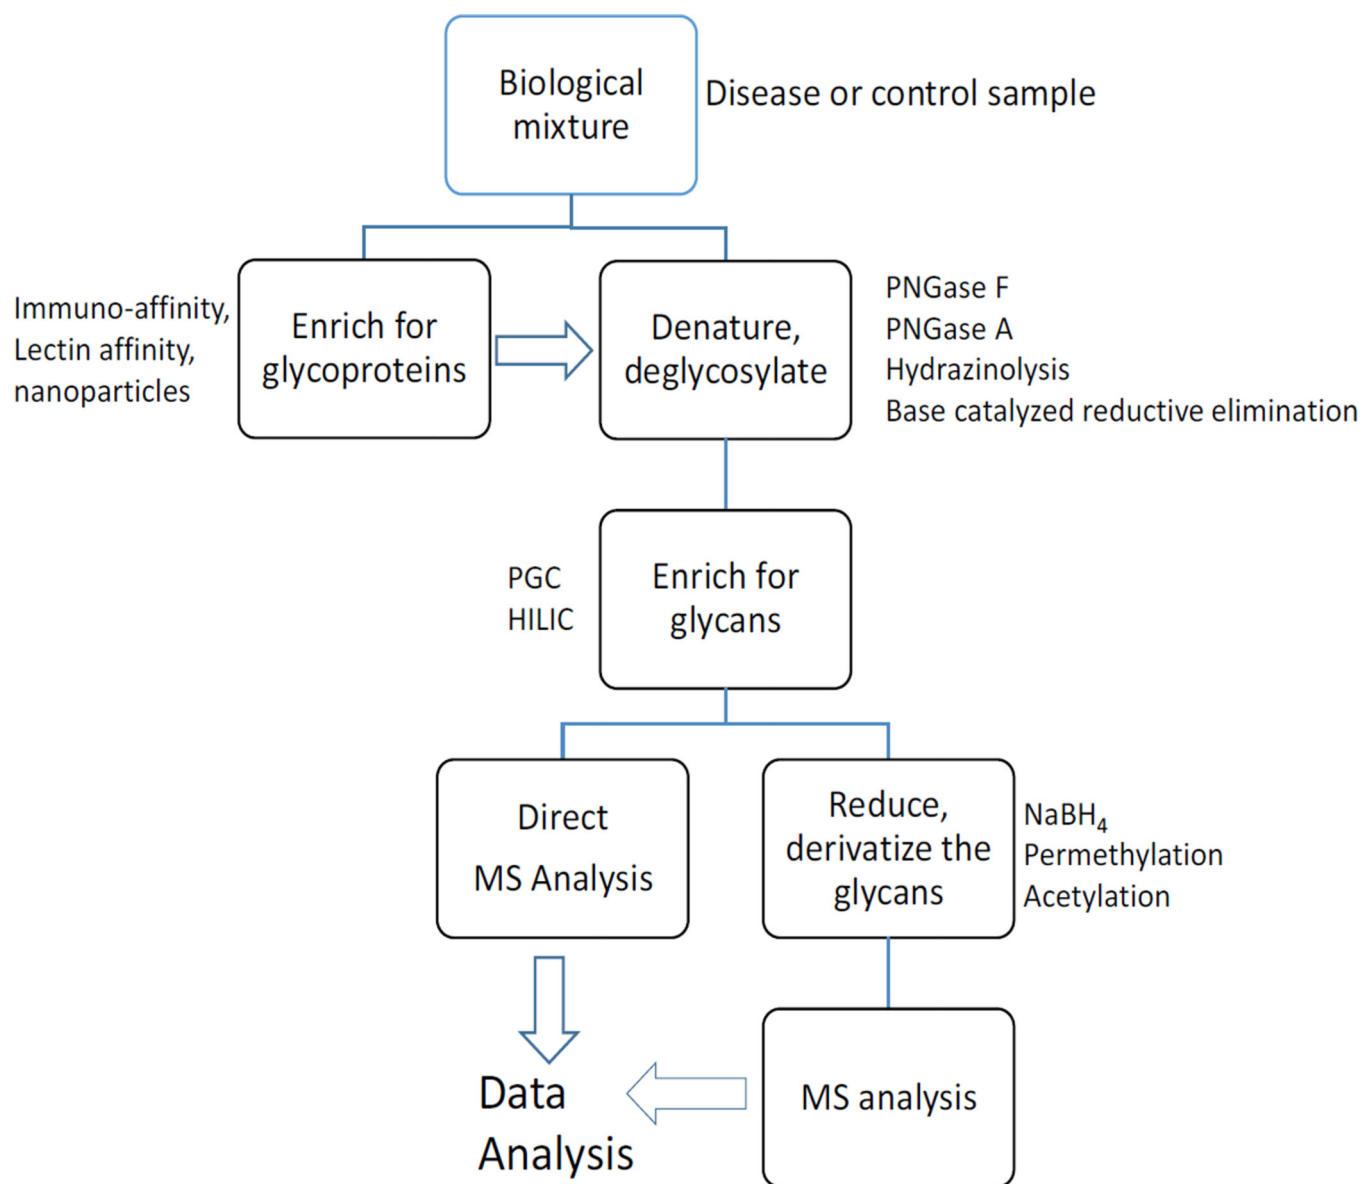 Biological
mixture
Disease or control sample
Immuno-affinity,
Lectin affinity,
nanoparticles
Enrich for
glycoproteins
Denature,
deglycosylate
PNGase F
PNGase A
Hydrazinolysis
Base catalyzed reductive elimination
PGC
HILIC
Enrich for
glycans
Direct
MS Analysis
Reduce,
derivatize the
glycans
NaBH₄
Permethylation
Acetylation
Data
Analysis
MS analysis